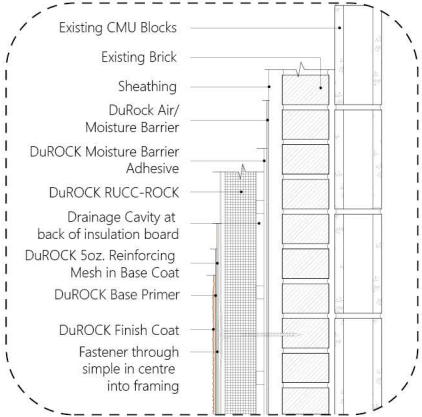 Existing CMU Blocks
Existing Brick
Sheathing
DuRock Air/
Moisture Barrier
DuROCK Moisture Barrier
Adhesive
DuROCK RUCC-ROCK
Drainage Cavity at
back of insulation board
DuROCK 5oz. Reinforcing
Mesh in Base Coat
DuROCK Base Primer
DuROCK Finish Coat
Fastener through
simple in centre
into framing